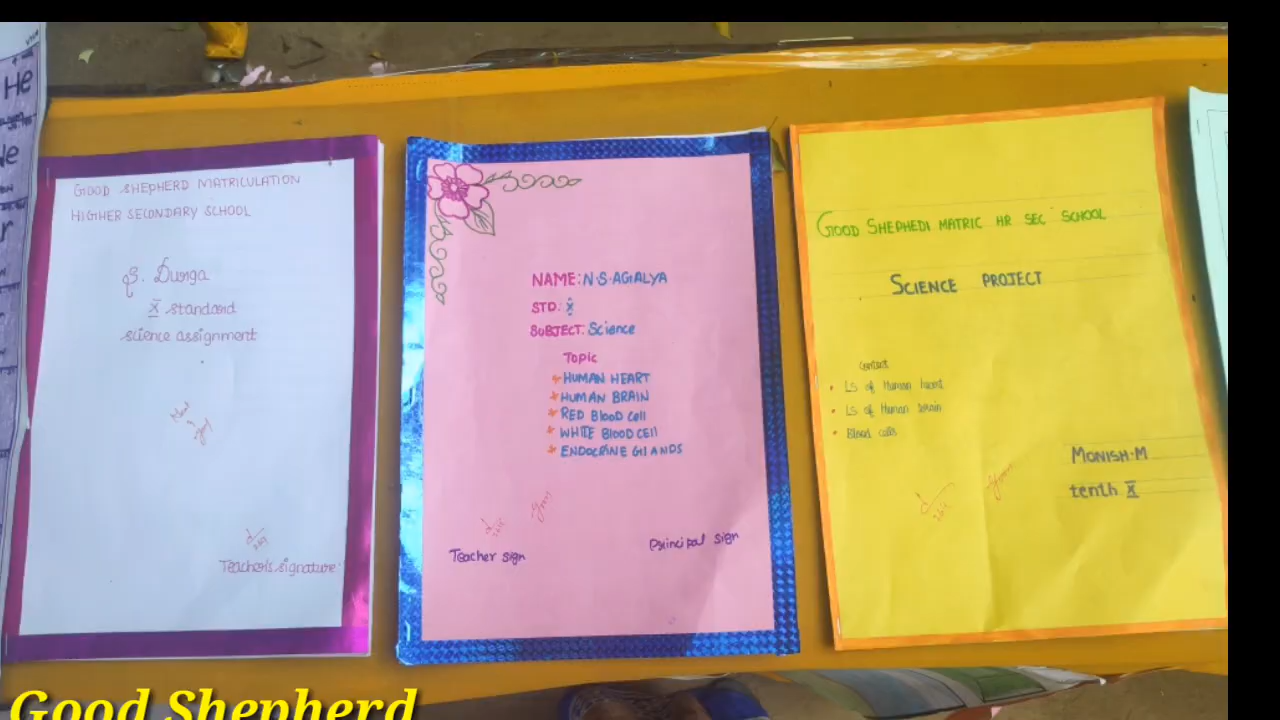 He
GOOD SHEPHERD MATRICULATION
HIGIHER SECONDARY SCHOOL
S. Durga
X standard
science assignment
Teacher's signature:
NAME: N.S.AGALYA
STD: X
SUBJECT: Science
TOPIC
HUMAN HEART
HUMAN BRAIN
RED BLOOD Cell
WHITE BLOOD CEll
ENDOCRINE GLANDS
Teacher sign
Principal sign
GOOD SHEPHEDI MATRIC HR SEC SCHOOL
SCIENCE PROJECT
Content
LS of Human heart
LS of Human brain
Blood cells
MONISH.M
tenth X
Good Shepherd